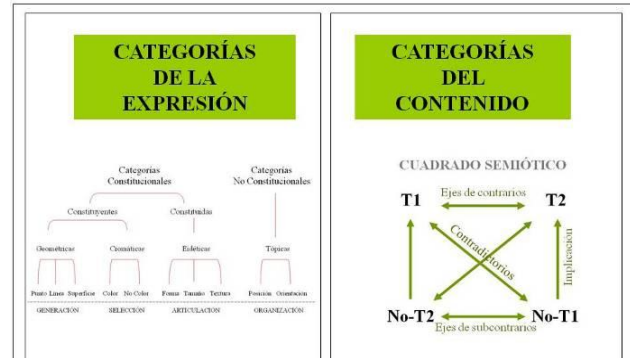 CATEGORÍAS
DE LA
EXPRESIÓN
Categorías
Constitucionales
Categorías
No Constitucionales
Constituyentes
Constituidas
Geométricas
Cromáticas
Eidéticas
Tópicas
Punto Línea Superficie
Color No Color
Forma Tamaño Textura
Posición Orientación
GENERACIÓN
SELECCIÓN
ARTICULACIÓN
ORGANIZACIÓN
CATEGORÍAS
DEL
CONTENIDO
CUADRADO SEMIÓTICO
T1
Ejes de contrarios
T2
Contradictorios
Implicación
No-T2
Ejes de subcontrarios
No-T1